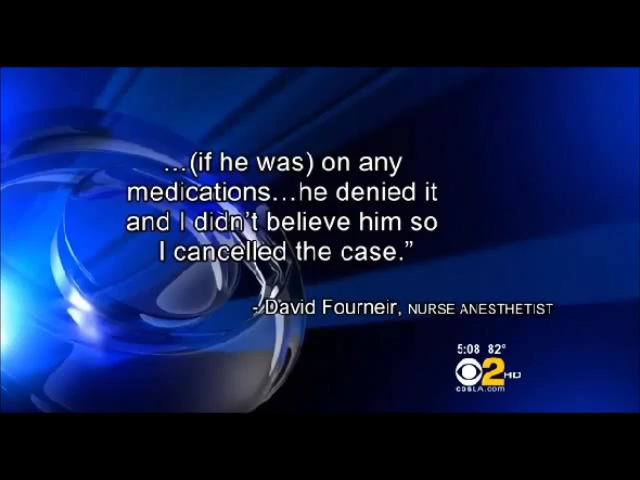 ...(if he was) on any
medications...he denied it
and I didn't believe him so
I cancelled the case."
- David Fourneir, NURSE ANESTHETIST
5:08 82°
2 HD
CBSLA.com